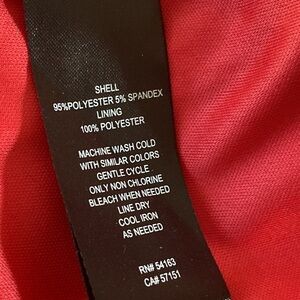 SHELL
95%POLYESTER 5% SPANDEX
LINING
100% POLYESTER
MACHINE WASH COLD
WITH SIMILAR COLORS
GENTLE CYCLE
ONLY NON CHLORINE
BLEACH WHEN NEEDED
LINE DRY
COOL IRON
AS NEEDED
RN# 54163
CA# 57151